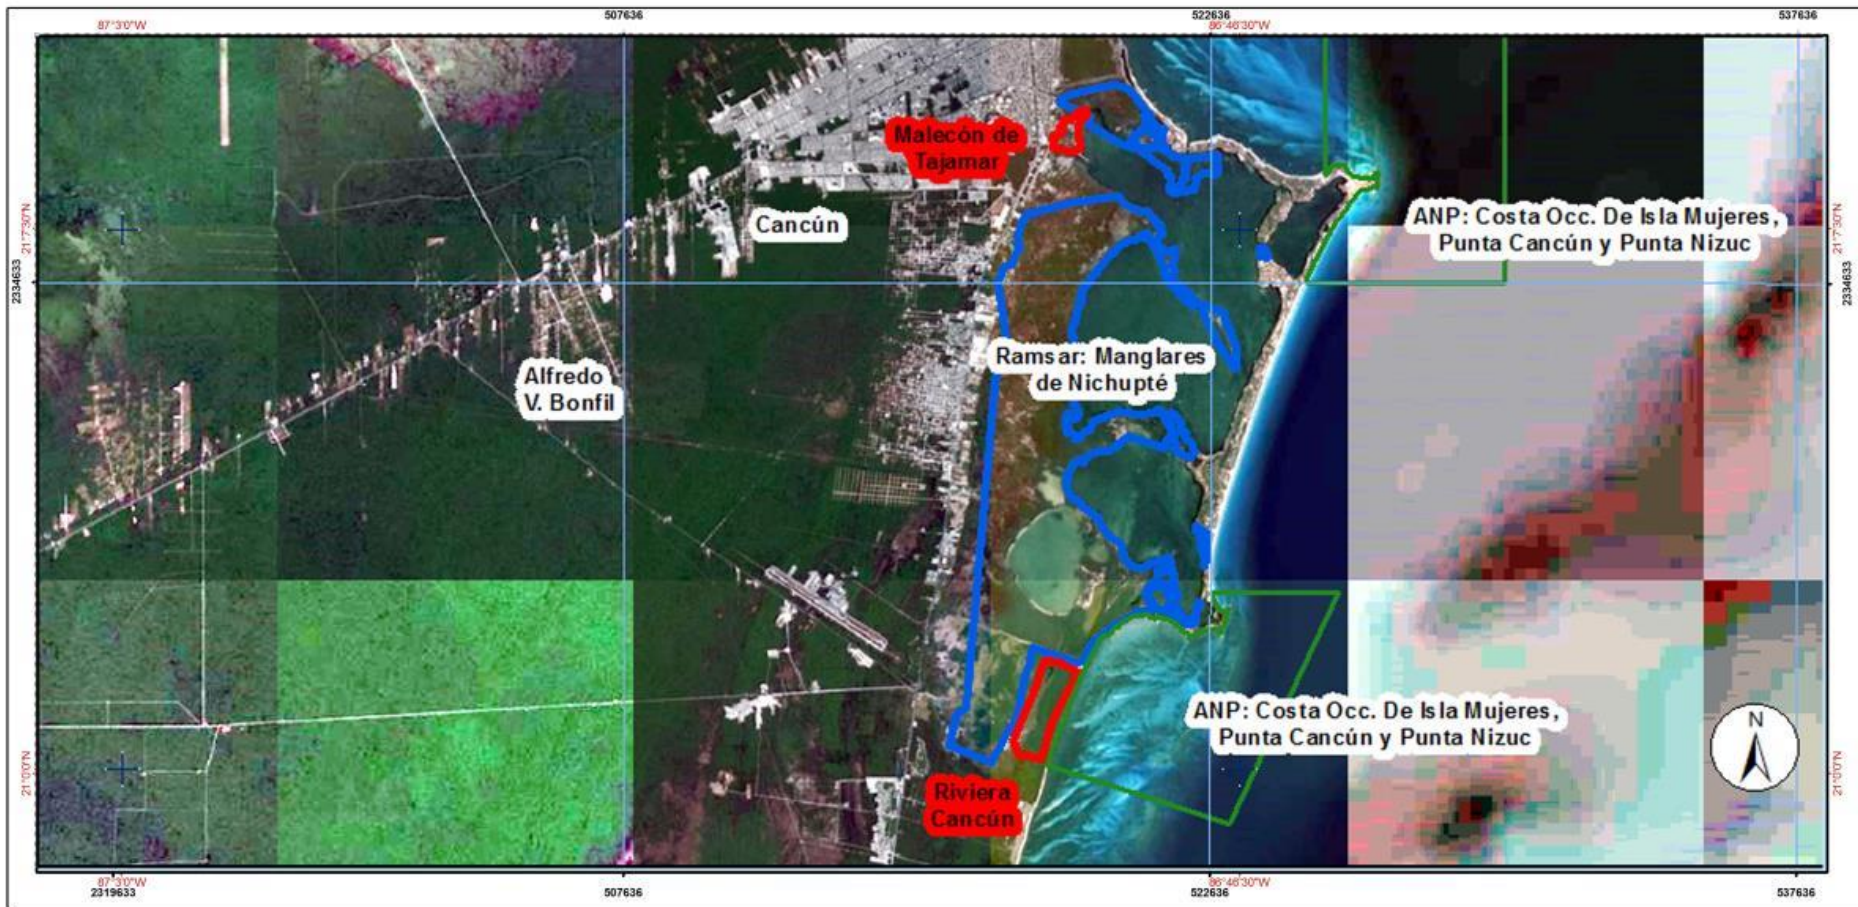 507636
522636
537636
87°3'0"W
86°46'30"W
Malecón de
Tajamar
Cancún
ANP: Costa Occ. De Isla Mujeres,
Punta Cancún y Punta Nizuc
21°7'30"N
21°7'30"N
2334633
2334633
Ramsar: Manglares
de Nichupté
Alfredo
V. Bonfil
ANP: Costa Occ. De Isla Mujeres,
Punta Cancún y Punta Nizuc
N
21°0'0"N
21°0'0"N
Riviera
Cancún
87°3'0"W
86°46'30"W
2319633
507636
522636
537636